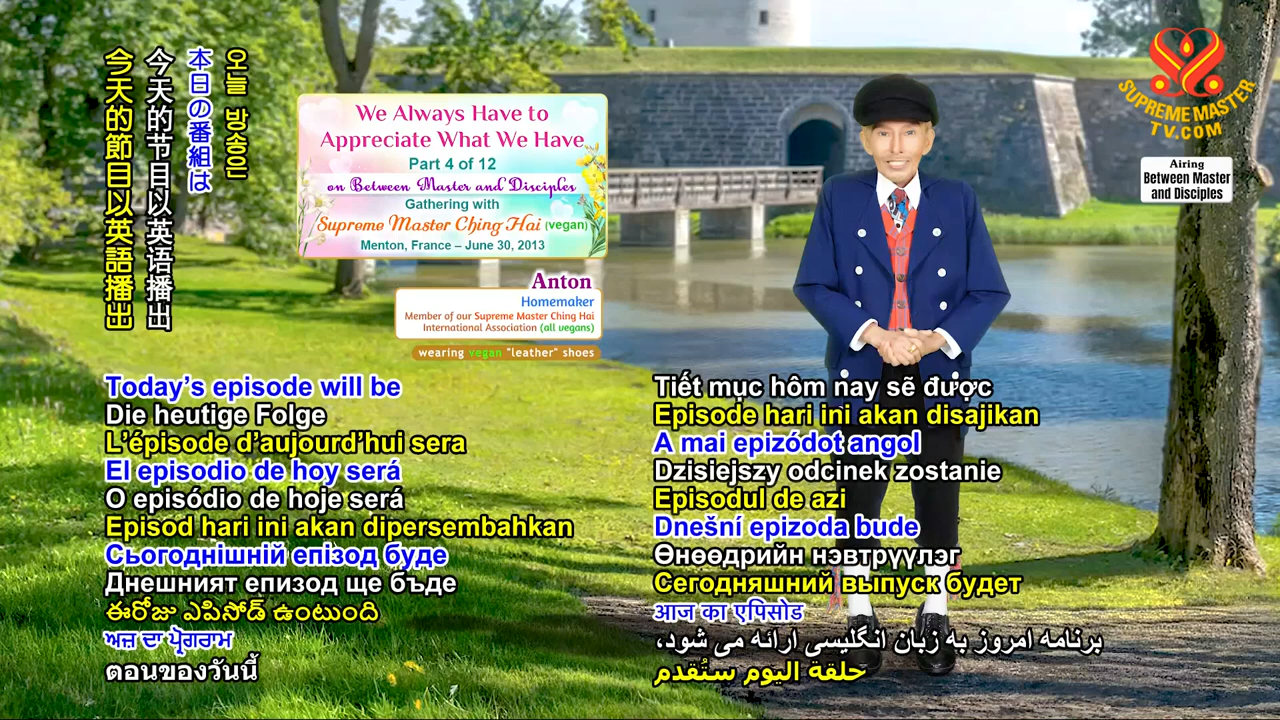 오늘 방송은
本日の番組は
今天的节目以英语播出
今天的節目以英語播出
We Always Have to
Appreciate What We Have
Part 4 of 12
on Between Master and Disciples
Gathering with
Supreme Master Ching Hai (vegan)
Menton, France – June 30, 2013
SUPREME MASTER
TV.COM
Airing
Between Master
and Disciples
Anton
Homemaker
Member of our Supreme Master Ching Hai
International Association (all vegans)
wearing vegan "leather" shoes
Today’s episode will be
Die heutige Folge
L’épisode d’aujourd’hui sera
El episodio de hoy será
O episódio de hoje será
Episod hari ini akan dipersembahkan
Сьогоднішній епізод буде
Днешният епизод ще бъде
ఈరోజు ఎపిసోడ్ ఉంటుంది
ਅਜ਼ ਦਾ ਪ੍ਰੋਗਰਾਮ
ตอนของวันนี้
Tiết mục hôm nay sẽ được
Episode hari ini akan disajikan
A mai epizódot angol
Dzisiejszy odcinek zostanie
Episodul de azi
Dnešní epizoda bude
Өнөөдрийн нэвтрүүлэг
Сегодняшний выпуск будет
आज का एपिसोड
برنامه امروز به زبان انگلیسی ارائه می شود،
حلقة اليوم ستُقدم